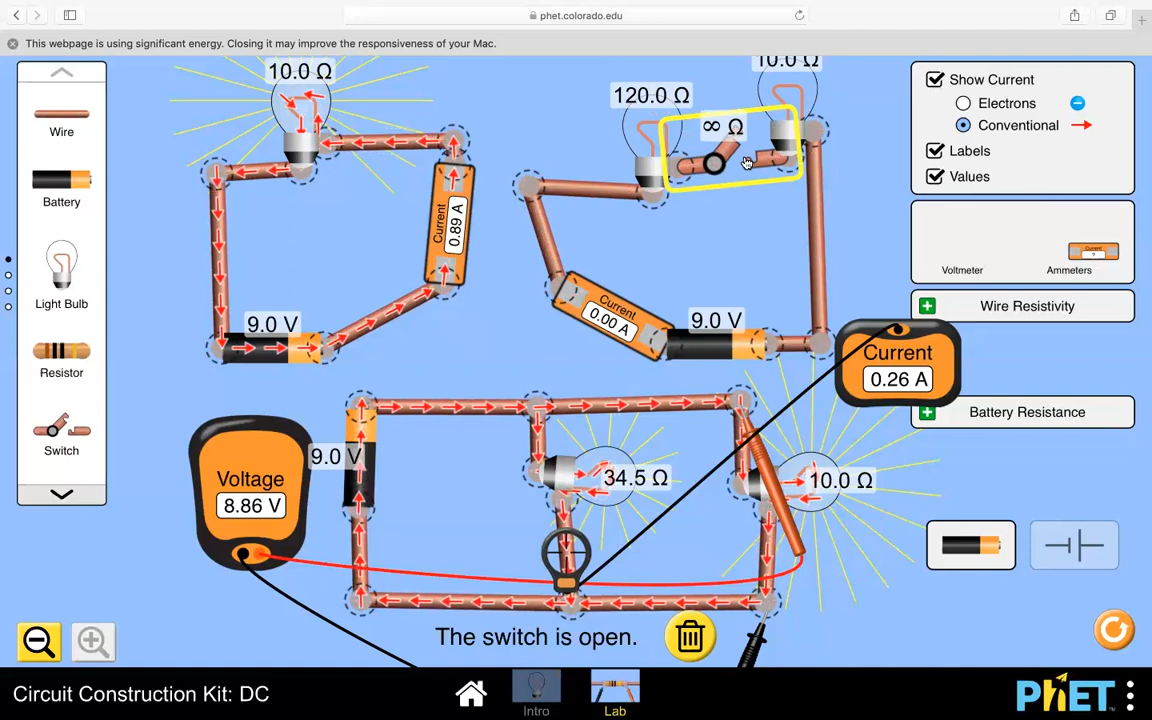 phet.colorado.edu
This webpage is using significant energy. Closing it may improve the responsiveness of your Mac.
Wire
Battery
Light Bulb
Resistor
Switch
10.0 Ω
Current
0.89 A
9.0 V
120.0 Ω
∞ Ω
10.0 Ω
Current
0.00 A
9.0 V
Show Current
Electrons
Conventional
Labels
Values
Current
?
Voltmeter
Ammeters
Wire Resistivity
Current
0.26 A
Battery Resistance
Voltage
8.86 V
9.0 V
34.5 Ω
10.0 Ω
The switch is open.
Circuit Construction Kit: DC
Intro
Lab
PhET